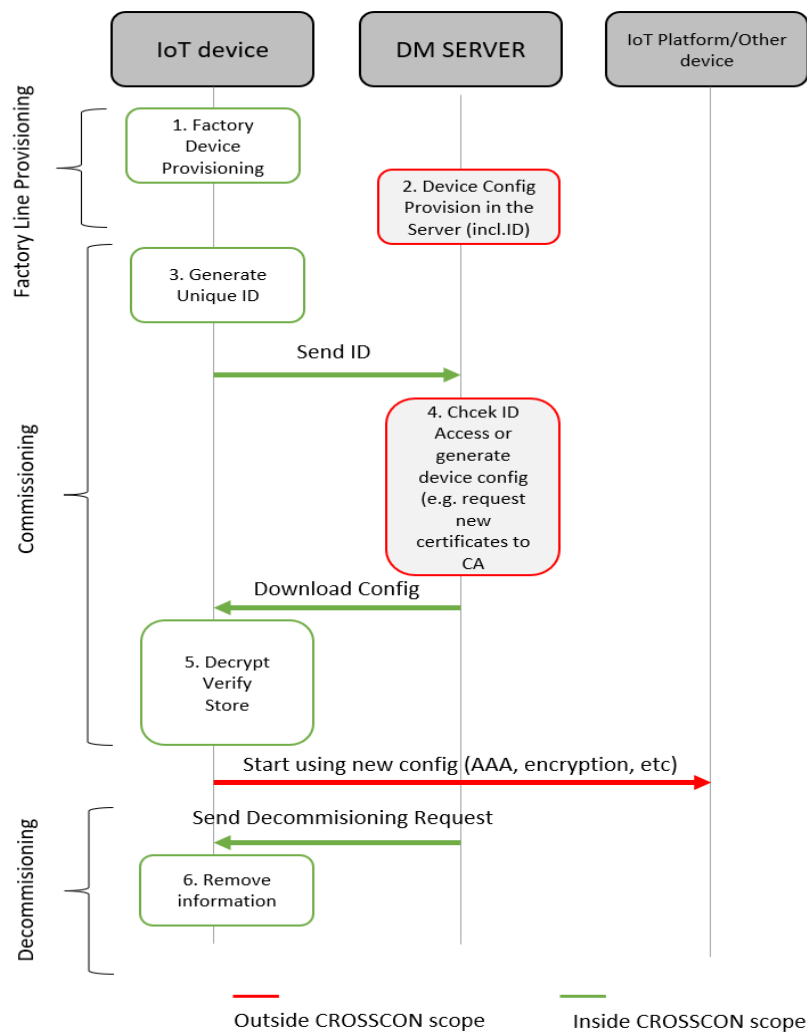 IoT device
DM SERVER
IoT Platform/Other
device
Factory Line Provisioning
1. Factory
Device
Provisioning
2. Device Config
Provision in the
Server (incl.ID)
Commissioning
3. Generate
Unique ID
Send ID
4. Chcek ID
Access or
generate
device config
(e.g. request
new
certificates to
CA
Download Config
5. Decrypt
Verify
Store
Start using new config (AAA, encryption, etc)
Decommisioning
Send Decommisioning Request
6. Remove
information
Outside CROSSCON scope
Inside CROSSCON scope